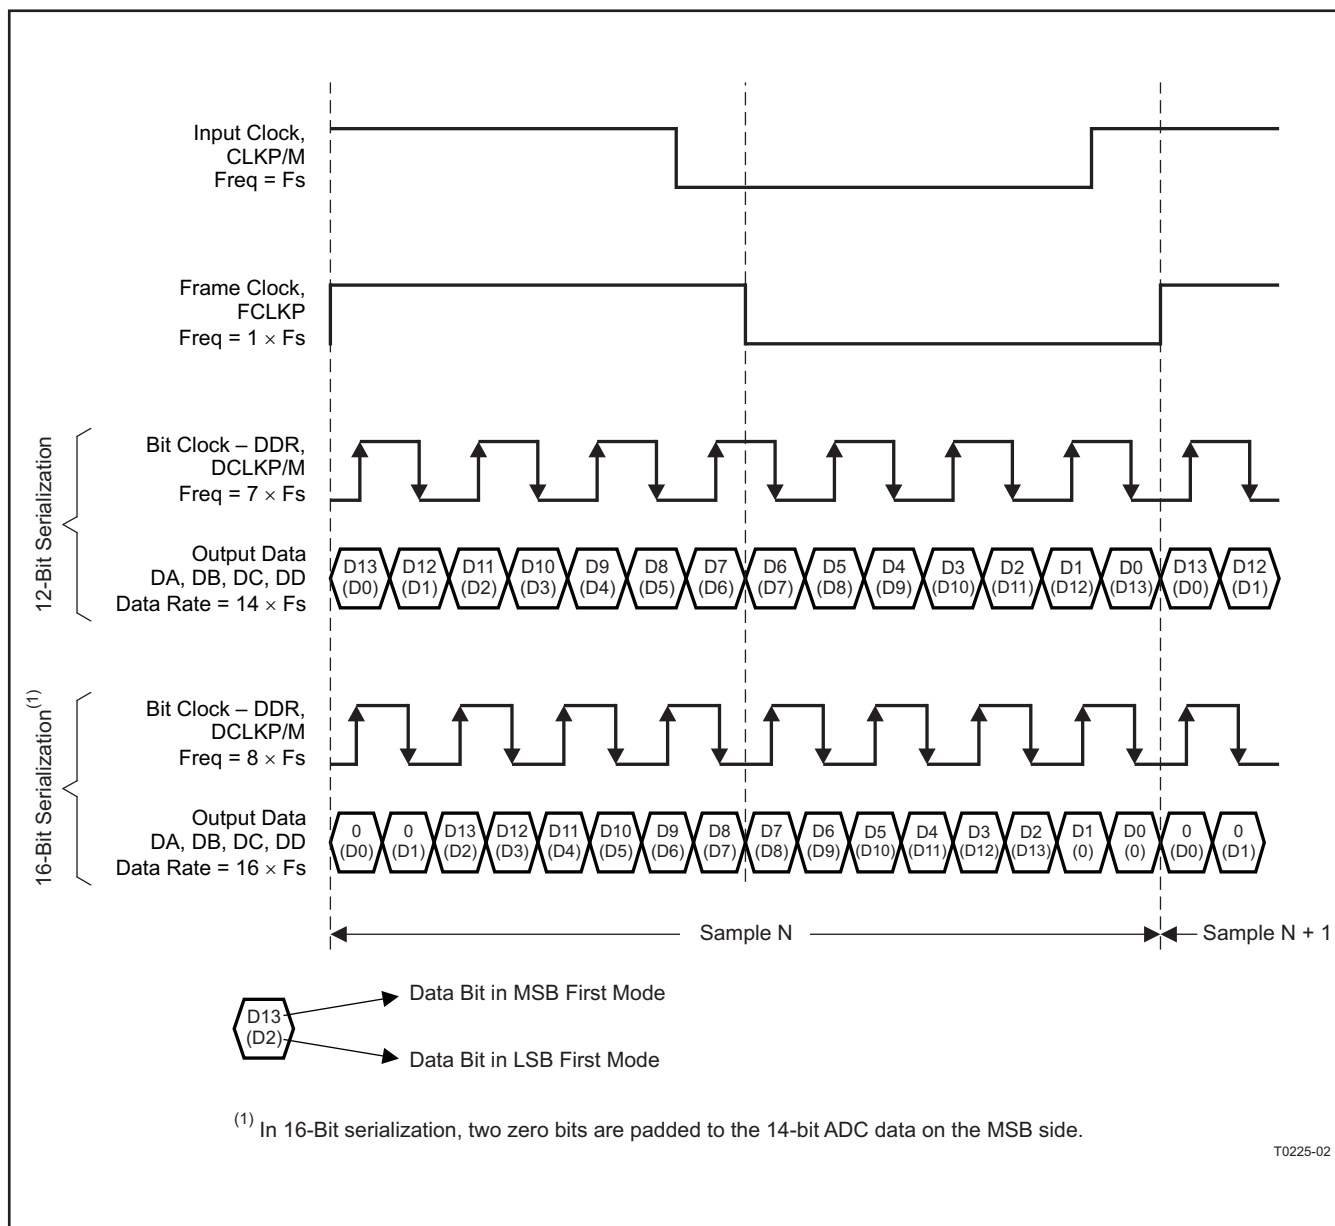 Input Clock,
CLKP/M
Freq = Fs
Frame Clock,
FCLKP
Freq = 1 × Fs
12-Bit Serialization
Bit Clock – DDR,
DCLKP/M
Freq = 7 × Fs
Output Data
DA, DB, DC, DD
Data Rate = 14 × Fs
D13 D12 D11 D10 D9 D8 D7 D6 D5 D4 D3 D2 D1 D0 D13 D12
(D0) (D1) (D2) (D3) (D4) (D5) (D6) (D7) (D8) (D9) (D10) (D11) (D12) (D13) (D0) (D1)
16-Bit Serialization(1)
Bit Clock – DDR,
DCLKP/M
Freq = 8 × Fs
Output Data
DA, DB, DC, DD
Data Rate = 16 × Fs
0 0 D13 D12 D11 D10 D9 D8 D7 D6 D5 D4 D3 D2 D1 D0 0 0
(D0) (D1) (D2) (D3) (D4) (D5) (D6) (D7) (D8) (D9) (D10) (D11) (D12) (D13) (0) (0) (D0) (D1)
Sample N
Sample N + 1
D13
(D2)
Data Bit in MSB First Mode
Data Bit in LSB First Mode
(1) In 16-Bit serialization, two zero bits are padded to the 14-bit ADC data on the MSB side.
T0225-02